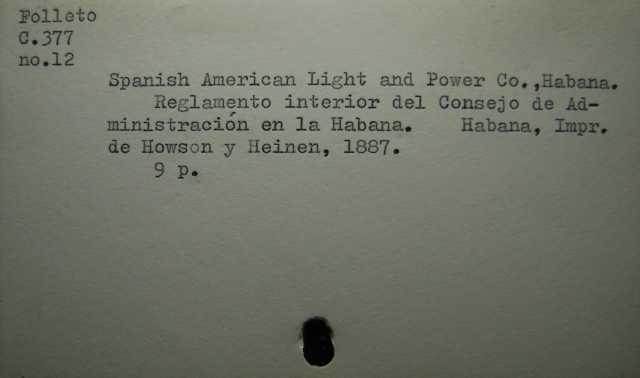 Folleto
C.377
no.12
Spanish American Light and Power Co.,Habana.
Reglamento interior del Consejo de Ad-
ministración en la Habana. Habana, Impr.
de Howson y Heinen, 1887.
9 p.